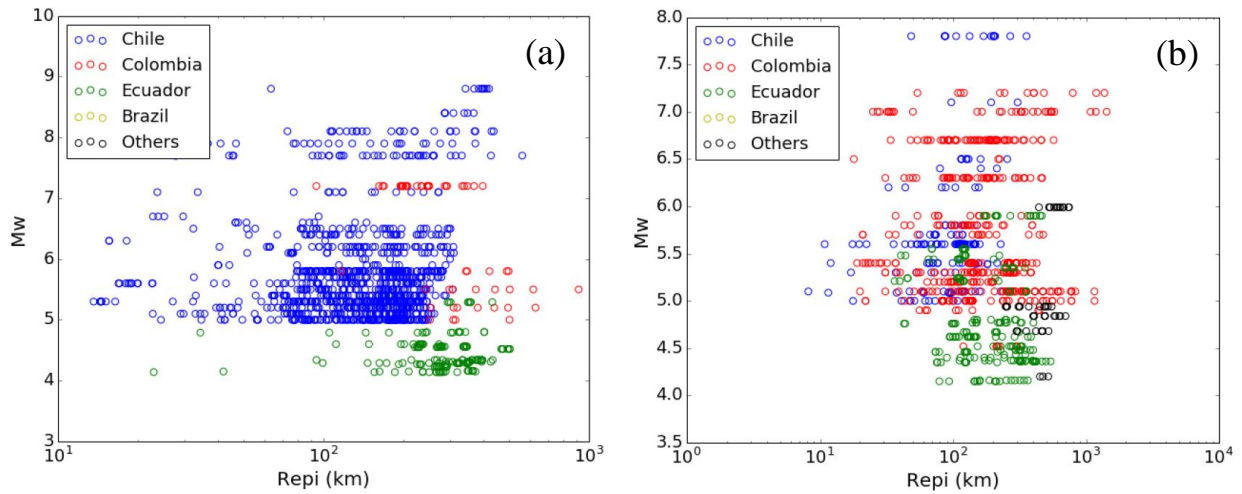 (a)
Chile
Colombia
Ecuador
Brazil
Others
10
9
8
7
6
5
4
3
Mw
10^1
10^2
10^3
Repi (km)
(b)
Chile
Colombia
Ecuador
Brazil
Others
8.0
7.5
7.0
6.5
6.0
5.5
5.0
4.5
4.0
3.5
Mw
10^0
10^1
10^2
10^3
10^4
Repi (km)